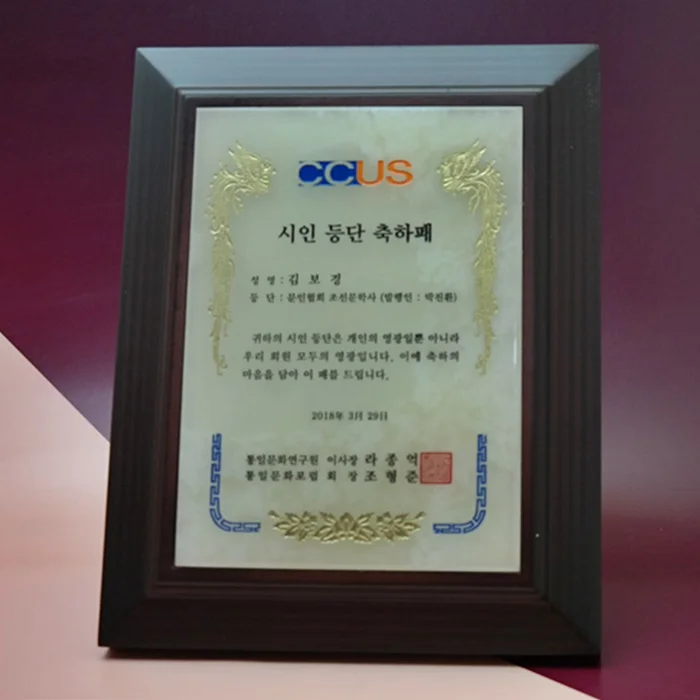 CCUS
시인 등단 축하패
성 명 : 김 보 경
등 단 : 문인협회 조선문학사 (발행인 : 박진환)
귀하의 시인 등단은 개인의 영광일뿐 아니라
우리 회원 모두의 영광입니다. 이에 축하의
마음을 담아 이 패를 드립니다.
2018年 3月 29日
통일문화연구원 이사장 라 종 억
통일문화포럼 회 장 조 형 준